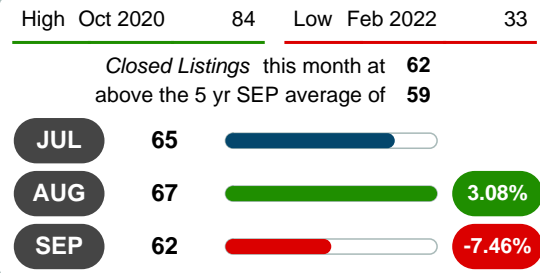 High Oct 2020 84 Low Feb 2022 33
Closed Listings this month at 62
above the 5 yr SEP average of 59
JUL 65
AUG 67 3.08%
SEP 62 -7.46%